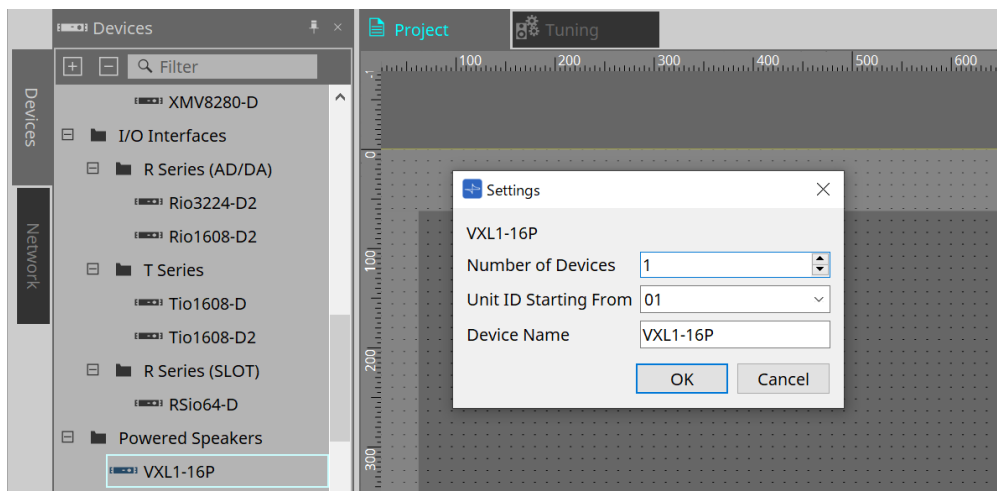 Devices
Project
Tuning
Filter
Devices
Network
XMV8280-D
I/O Interfaces
R Series (AD/DA)
Rio3224-D2
Rio1608-D2
T Series
Tio1608-D
Tio1608-D2
R Series (SLOT)
RSio64-D
Powered Speakers
VXL1-16P
100
200
300
400
500
600
0
100
200
300
Settings
VXL1-16P
Number of Devices 1
Unit ID Starting From 01
Device Name VXL1-16P
OK Cancel